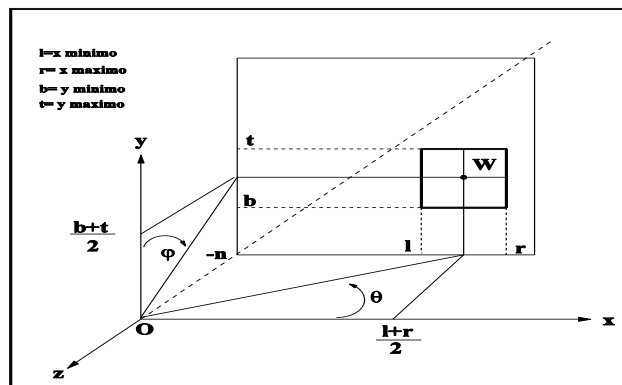 l=x minimo
r= x maximo
b= y minimo
t= y maximo
y
t
W
b
b+t
2
φ
-n
l
r
θ
O
x
l+r
2
z